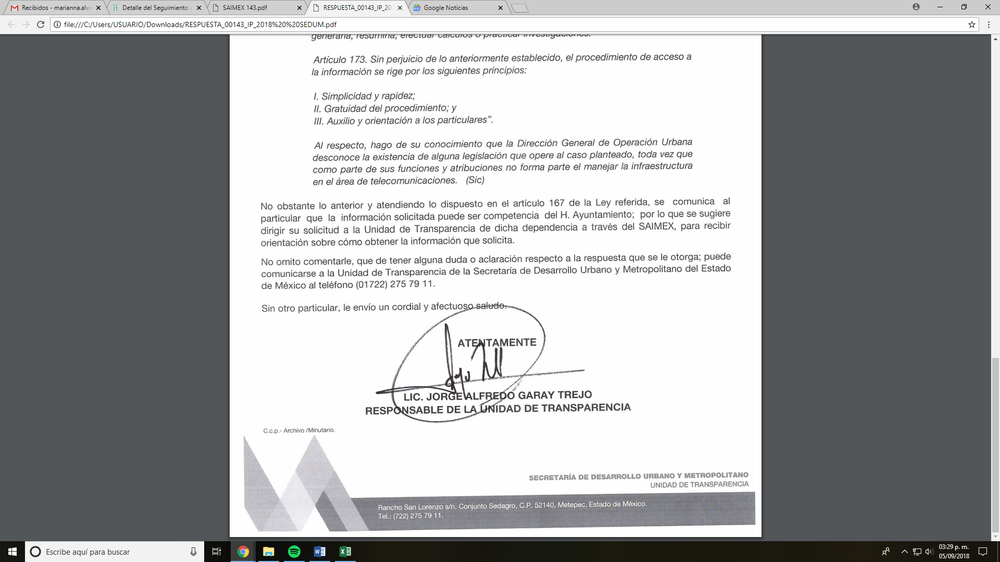 Recibidos - marianna.alva
Detalle del Seguimiento d
SAIMEX 143.pdf
RESPUESTA_00143_IP_20
Google Noticias
file:///C:/Users/USUARIO/Downloads/RESPUESTA_00143_IP_2018%20%20SEDUM.pdf
generarla, resumirla, efectuar cálculos o practicar investigaciones.
Artículo 173. Sin perjuicio de lo anteriormente establecido, el procedimiento de acceso a
la información se rige por los siguientes principios:
I. Simplicidad y rapidez;
II. Gratuidad del procedimiento; y
III. Auxilio y orientación a los particulares”.
Al respecto, hago de su conocimiento que la Dirección General de Operación Urbana
desconoce la existencia de alguna legislación que opere al caso planteado, toda vez que
como parte de sus funciones y atribuciones no forma parte el manejar la infraestructura
en el área de telecomunicaciones. (Sic)
No obstante lo anterior y atendiendo lo dispuesto en el artículo 167 de la Ley referida, se comunica al
particular que la información solicitada puede ser competencia del H. Ayuntamiento; por lo que se sugiere
dirigir su solicitud a la Unidad de Transparencia de dicha dependencia a través del SAIMEX, para recibir
orientación sobre cómo obtener la información que solicita.
No omito comentarle, que de tener alguna duda o aclaración respecto a la respuesta que se le otorga; puede
comunicarse a la Unidad de Transparencia de la Secretaría de Desarrollo Urbano y Metropolitano del Estado
de México al teléfono (01722) 275 79 11.
Sin otro particular, le envío un cordial y afectuoso saludo.
ATENTAMENTE
LIC. JORGE ALFREDO GARAY TREJO
RESPONSABLE DE LA UNIDAD DE TRANSPARENCIA
C.c.p.- Archivo /Minutario.
SECRETARÍA DE DESARROLLO URBANO Y METROPOLITANO
UNIDAD DE TRANSPARENCIA
Rancho San Lorenzo s/n, Conjunto Sedagro, C.P. 52140, Metepec, Estado de México.
Tel.: (722) 275 79 11.
Escribe aquí para buscar
03:29 p. m.
05/09/2018